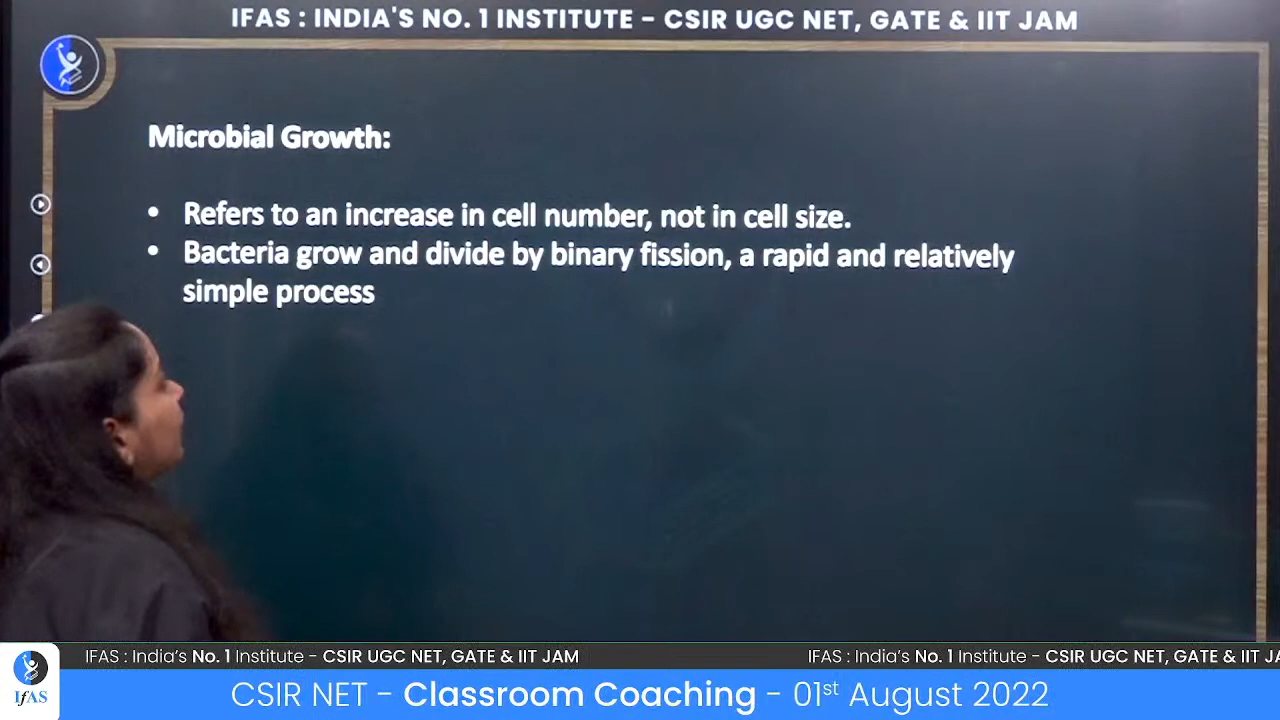 IFAS : INDIA'S NO. 1 INSTITUTE - CSIR UGC NET, GATE & IIT JAM
Microbial Growth:
• Refers to an increase in cell number, not in cell size.
• Bacteria grow and divide by binary fission, a rapid and relatively
simple process
IFAS : India's No. 1 Institute - CSIR UGC NET, GATE & IIT JAM
IFAS : India's No. 1 Institute - CSIR UGC NET, GATE & IIT JA
IfAS
CSIR NET - Classroom Coaching - 01st August 2022